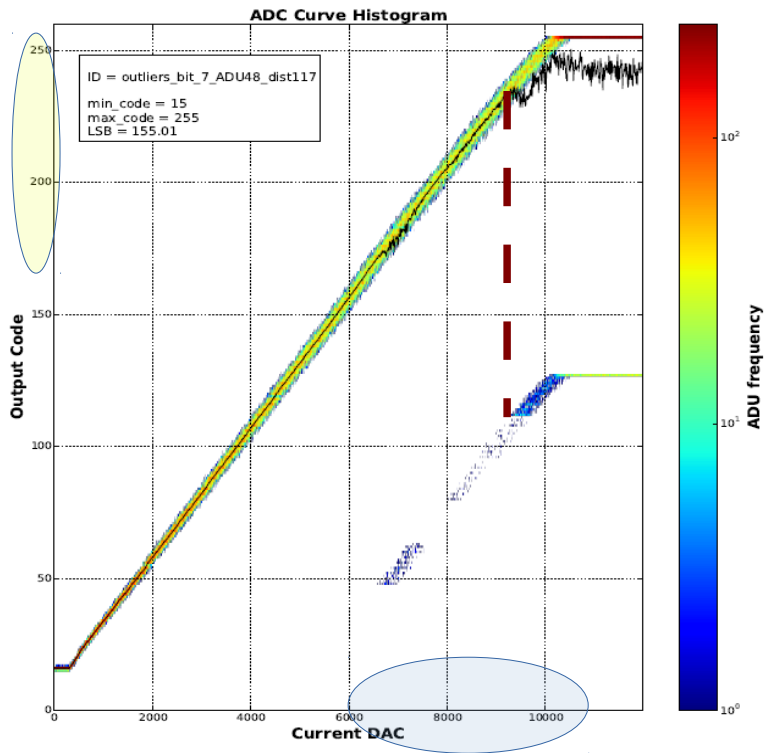 ADC Curve Histogram
ID = outliers_bit_7_ADU48_dist117
min_code = 15
max_code = 255
LSB = 155.01
250
200
150
100
50
0
Output Code
0 2000 4000 6000 8000 10000
Current DAC
10²
10¹
10⁰
ADU frequency